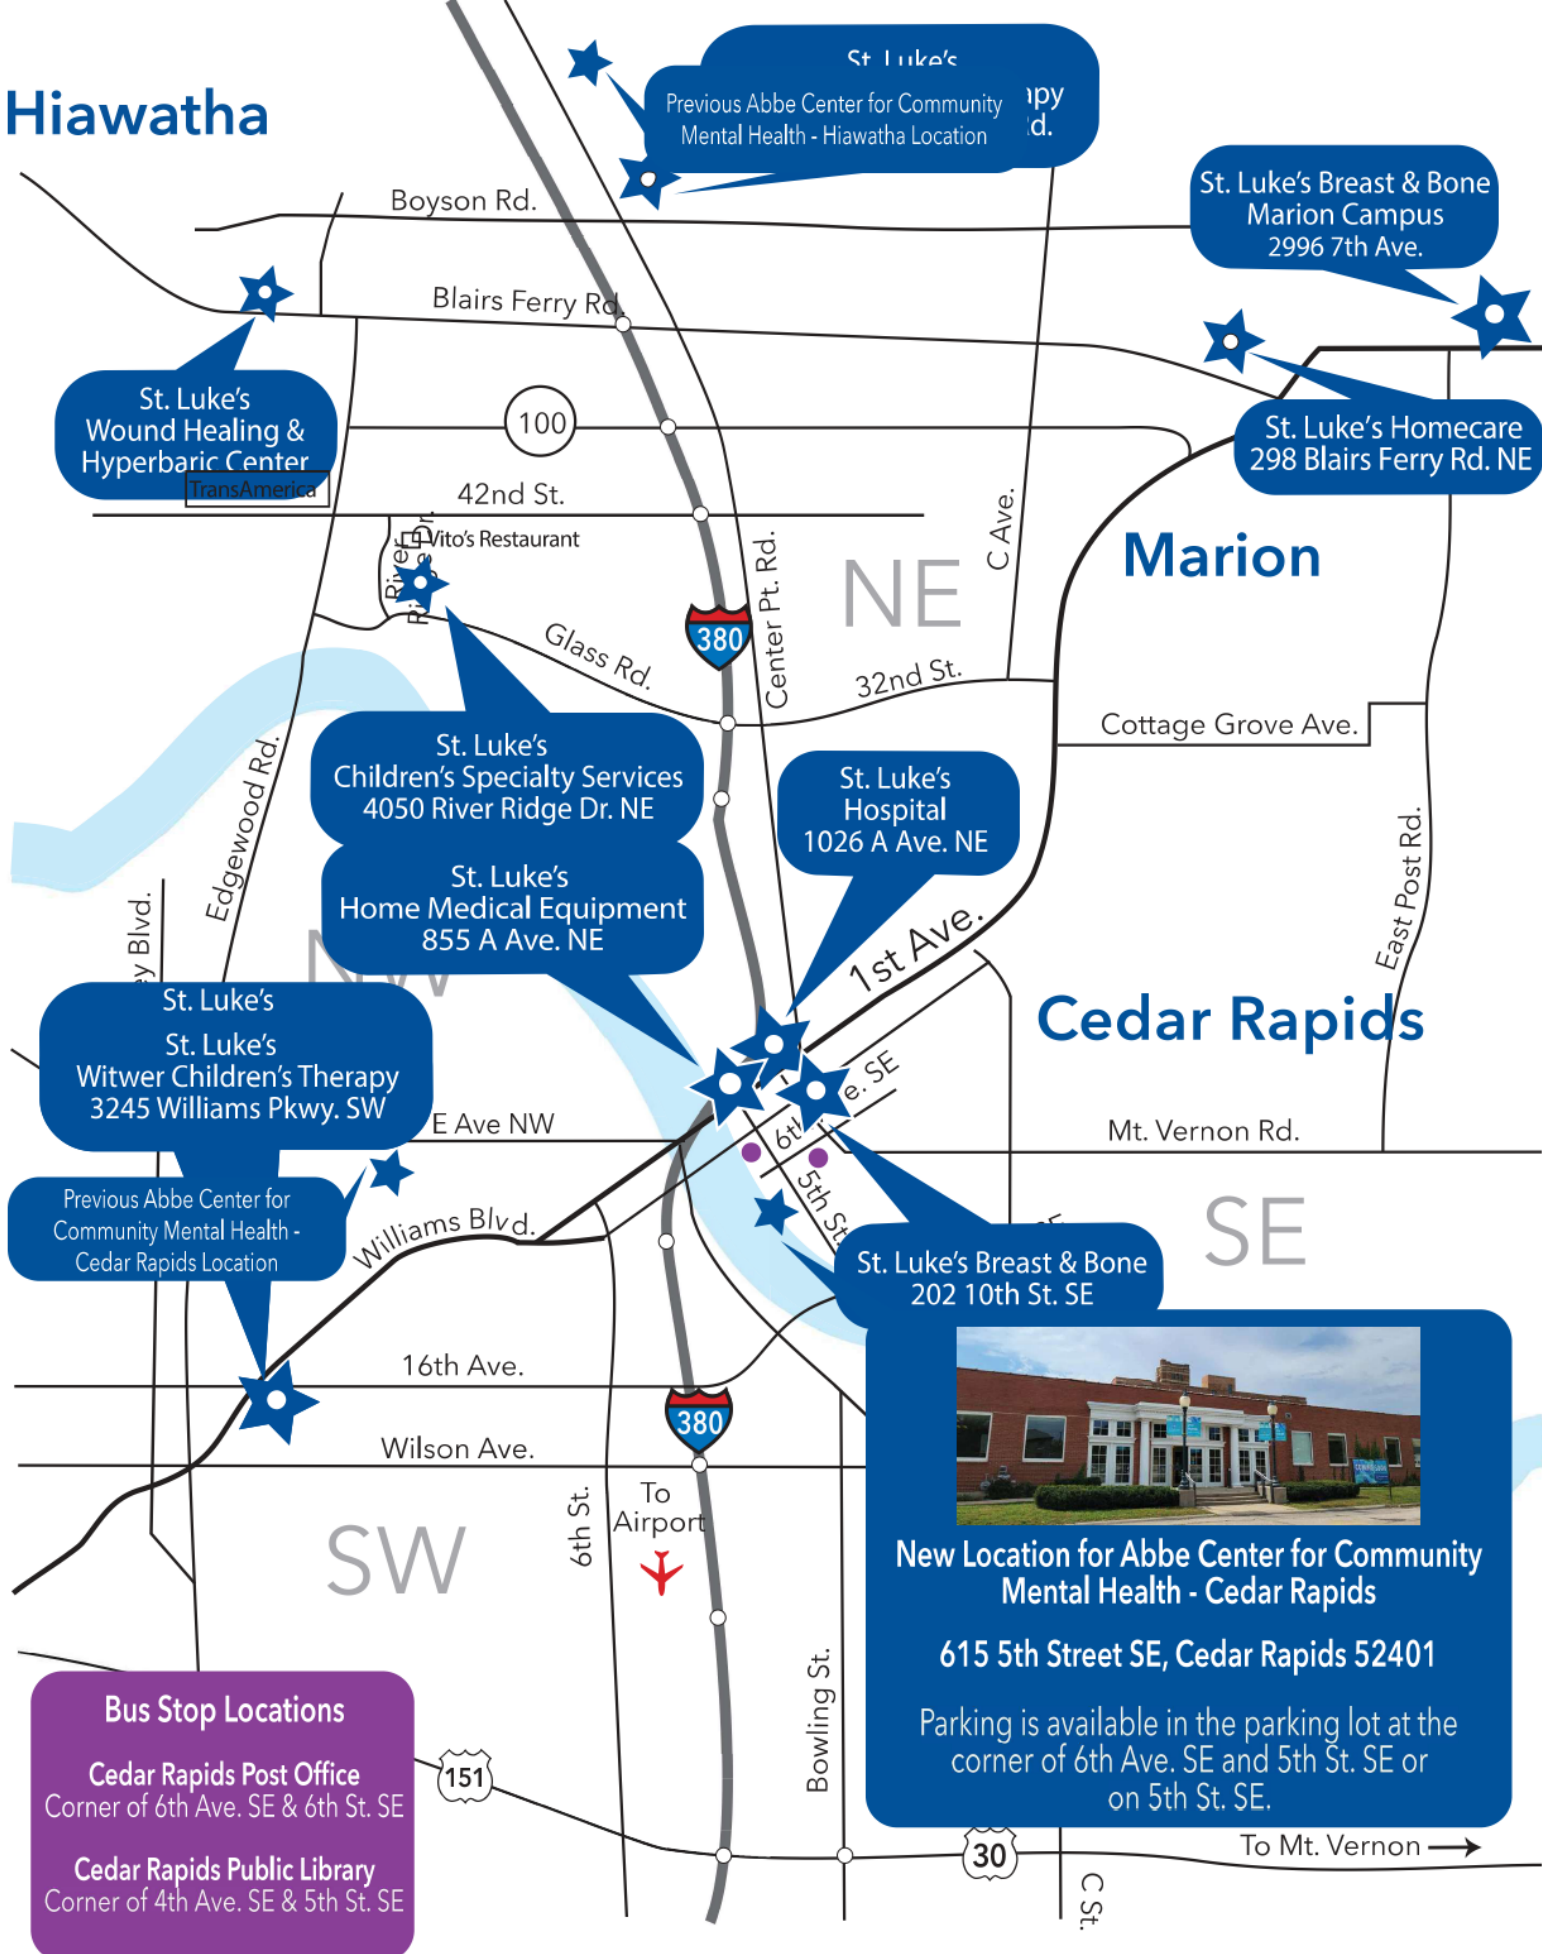 Hiawatha
St. Luke's
Previous Abbe Center for Community
Mental Health - Hiawatha Location
St. Luke's Breast & Bone
Marion Campus
2996 7th Ave.
Boyson Rd.
Blairs Ferry Rd.
St. Luke's
Wound Healing &
Hyperbaric Center
TransAmerica
100
St. Luke's Homecare
298 Blairs Ferry Rd. NE
42nd St.
Vito's Restaurant
River
Dr.
C Ave.
Marion
NE
Center Pt. Rd.
380
Glass Rd.
32nd St.
Cottage Grove Ave.
Edgewood Rd.
St. Luke's
Children's Specialty Services
4050 River Ridge Dr. NE
St. Luke's
Hospital
1026 A Ave. NE
St. Luke's
Home Medical Equipment
855 A Ave. NE
East Post Rd.
Blvd.
NW
1st Ave.
Cedar Rapids
St. Luke's
St. Luke's
Witwer Children's Therapy
3245 Williams Pkwy. SW
E Ave NW
SE
Mt. Vernon Rd.
5th St.
Previous Abbe Center for
Community Mental Health -
Cedar Rapids Location
Williams Blvd.
SE
St. Luke's Breast & Bone
202 10th St. SE
16th Ave.
380
Wilson Ave.
6th St.
To
Airport
SW
New Location for Abbe Center for Community
Mental Health - Cedar Rapids
615 5th Street SE, Cedar Rapids 52401
Parking is available in the parking lot at the
corner of 6th Ave. SE and 5th St. SE or
on 5th St. SE.
Bowling St.
Bus Stop Locations
Cedar Rapids Post Office
Corner of 6th Ave. SE & 6th St. SE
Cedar Rapids Public Library
Corner of 4th Ave. SE & 5th St. SE
151
30
To Mt. Vernon
C St.